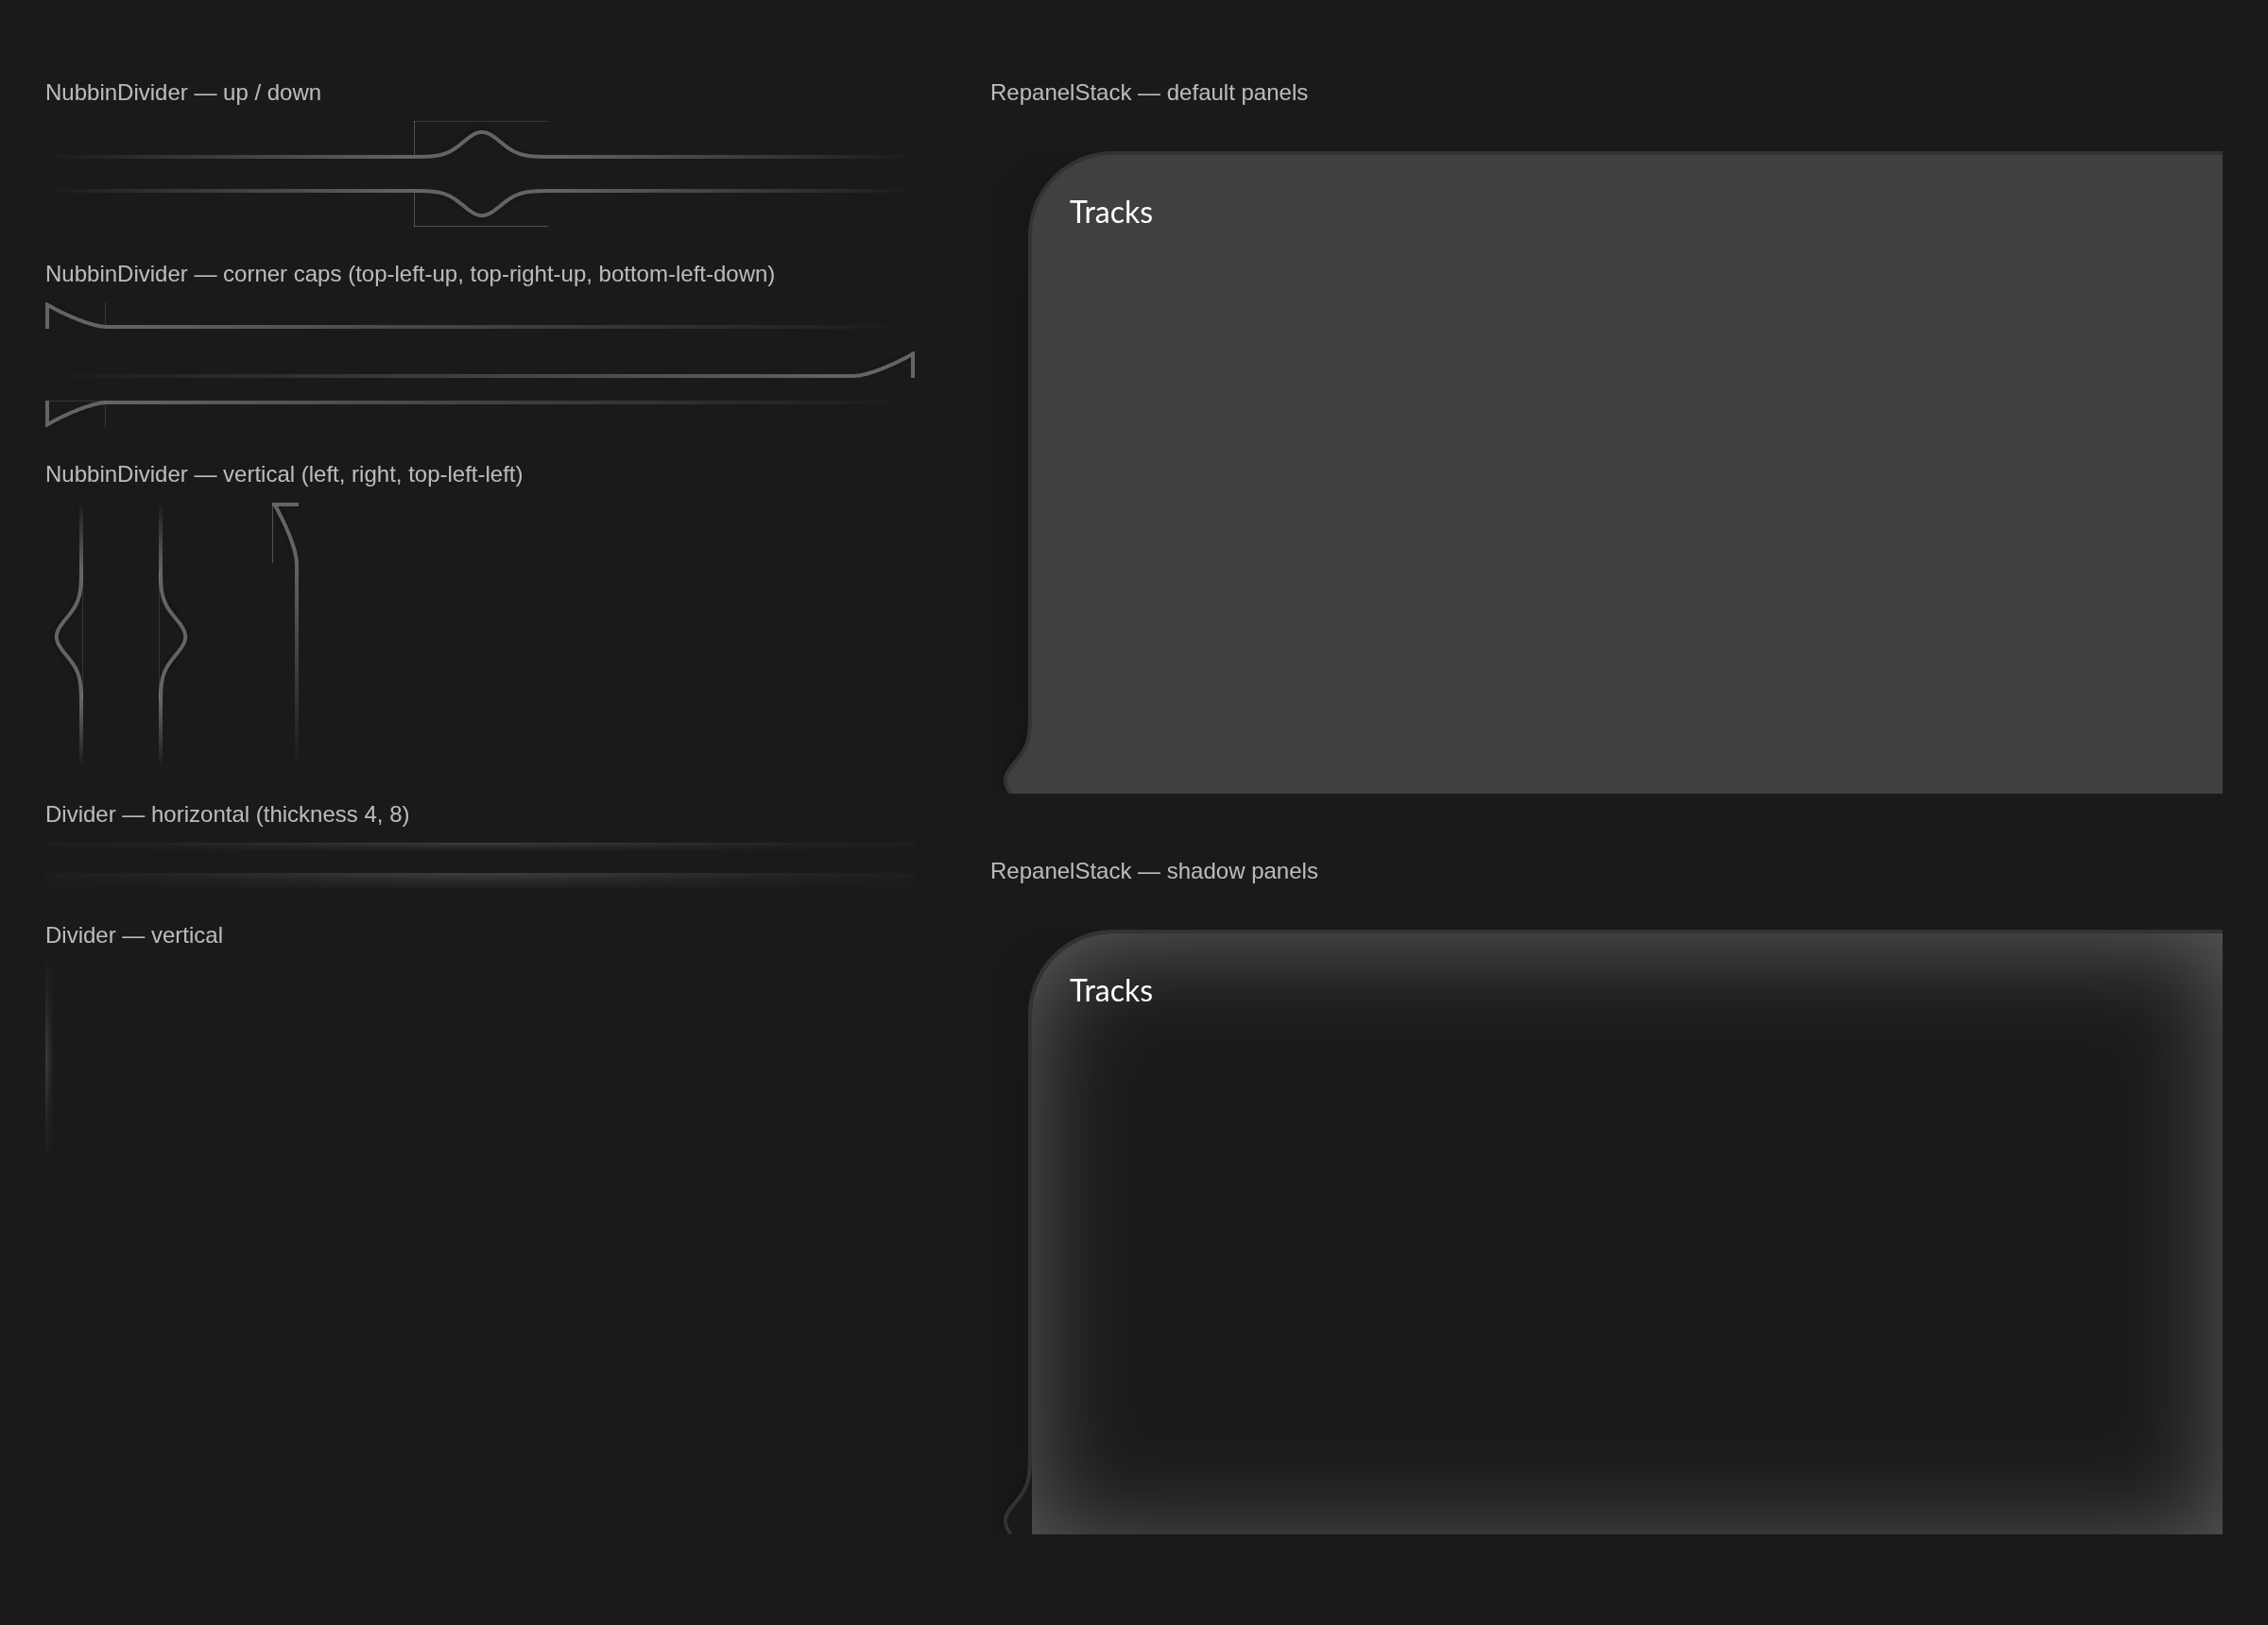 NubbinDivider — up / down
NubbinDivider — corner caps (top-left-up, top-right-up, bottom-left-down)
NubbinDivider — vertical (left, right, top-left-left)
Divider — horizontal (thickness 4, 8)
Divider — vertical
RepanelStack — default panels
Tracks
RepanelStack — shadow panels
Tracks